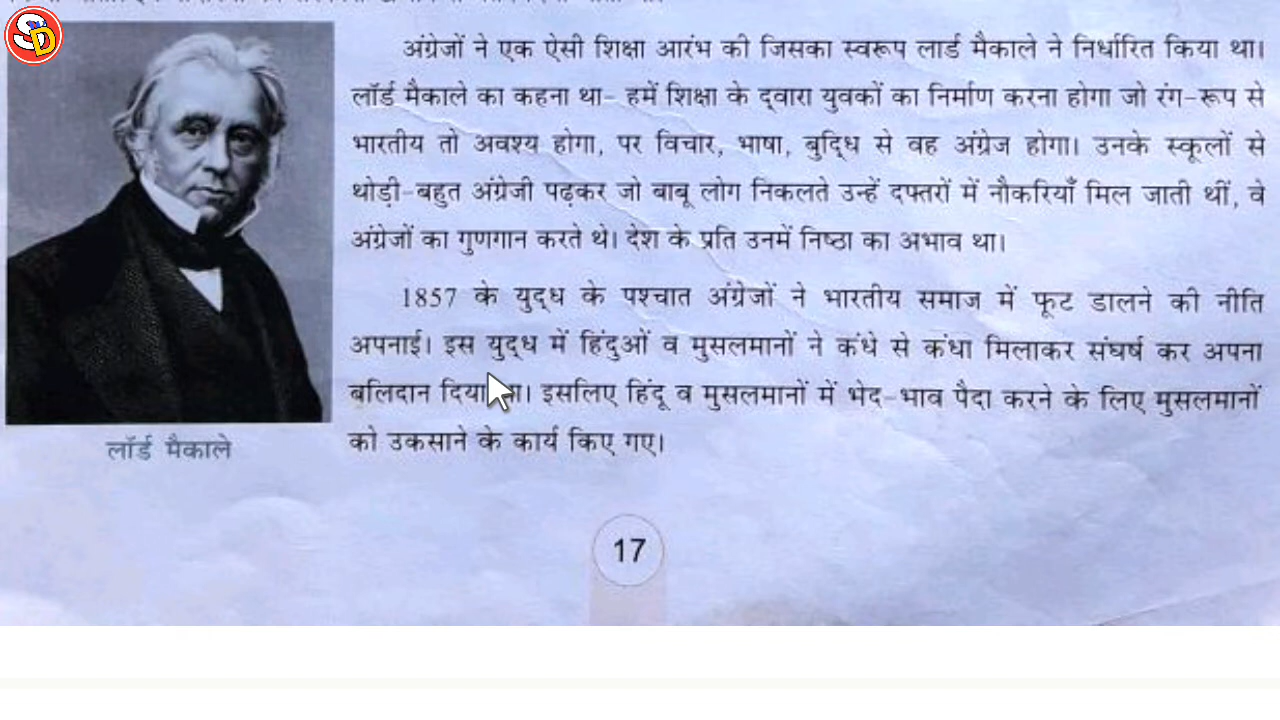 SD
अंग्रेजों ने एक ऐसी शिक्षा आरंभ की जिसका स्वरूप लार्ड मैकाले ने निर्धारित किया था।
लॉर्ड मैकाले का कहना था- हमें शिक्षा के द्वारा युवकों का निर्माण करना होगा जो रंग-रूप से
भारतीय तो अवश्य होगा, पर विचार, भाषा, बुद्धि से वह अंग्रेज होगा। उनके स्कूलों से
थोड़ी-बहुत अंग्रेजी पढ़कर जो बाबू लोग निकलते उन्हें दफ्तरों में नौकरियाँ मिल जाती थीं, वे
अंग्रेजों का गुणगान करते थे। देश के प्रति उनमें निष्ठा का अभाव था।
1857 के युद्ध के पश्चात अंग्रेजों ने भारतीय समाज में फूट डालने की नीति
अपनाई। इस युद्ध में हिंदुओं व मुसलमानों ने कंधे से कंधा मिलाकर संघर्ष कर अपना
बलिदान दिया था। इसलिए हिंदू व मुसलमानों में भेद-भाव पैदा करने के लिए मुसलमानों
को उकसाने के कार्य किए गए।
लॉर्ड मैकाले
17